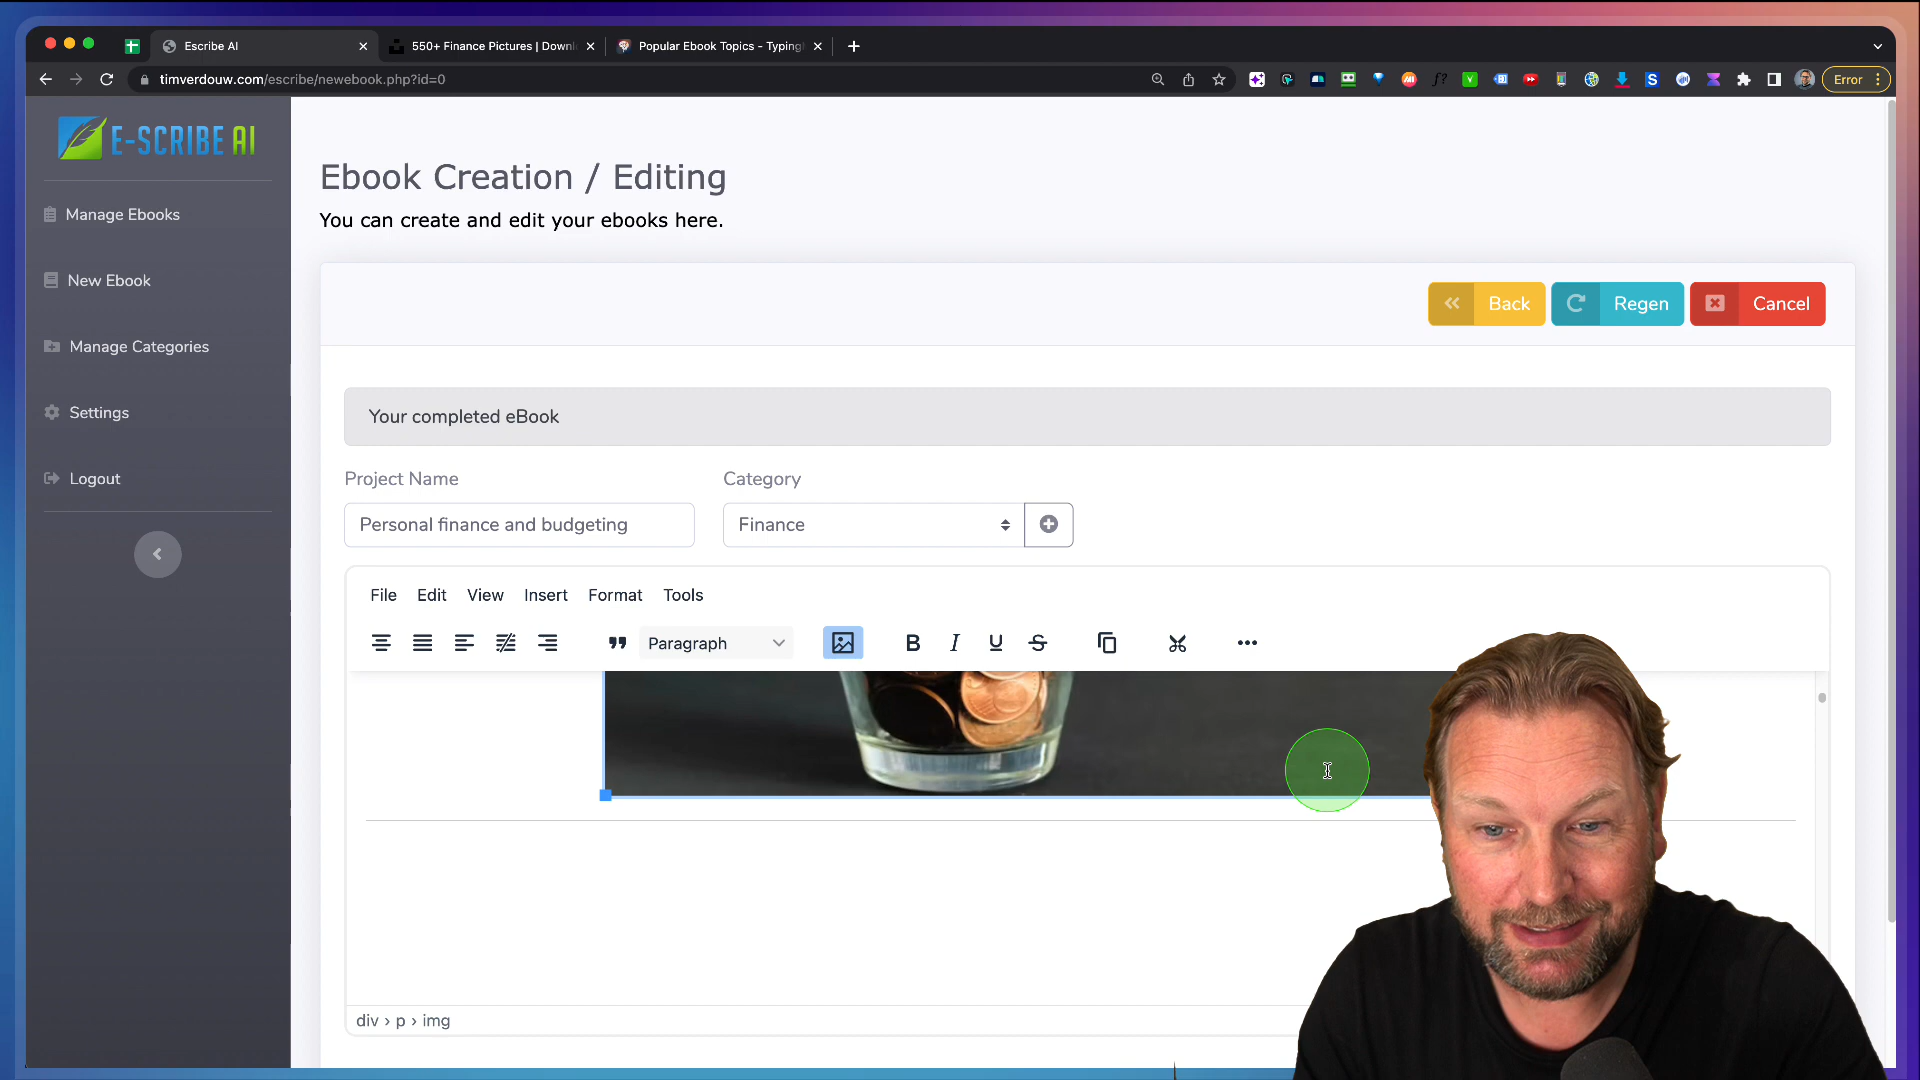 Escribe AI
550+ Finance Pictures | Downl
Popular Ebook Topics - Typing
timverdouw.com/escribe/newebook.php?id=0
Error
E-SCRIBE AI
Manage Ebooks
New Ebook
Manage Categories
Settings
Logout
Ebook Creation / Editing
You can create and edit your ebooks here.
Back
Regen
Cancel
Your completed eBook
Project Name
Category
Personal finance and budgeting
Finance
File Edit View Insert Format Tools
Paragraph
B I U S
div › p › img